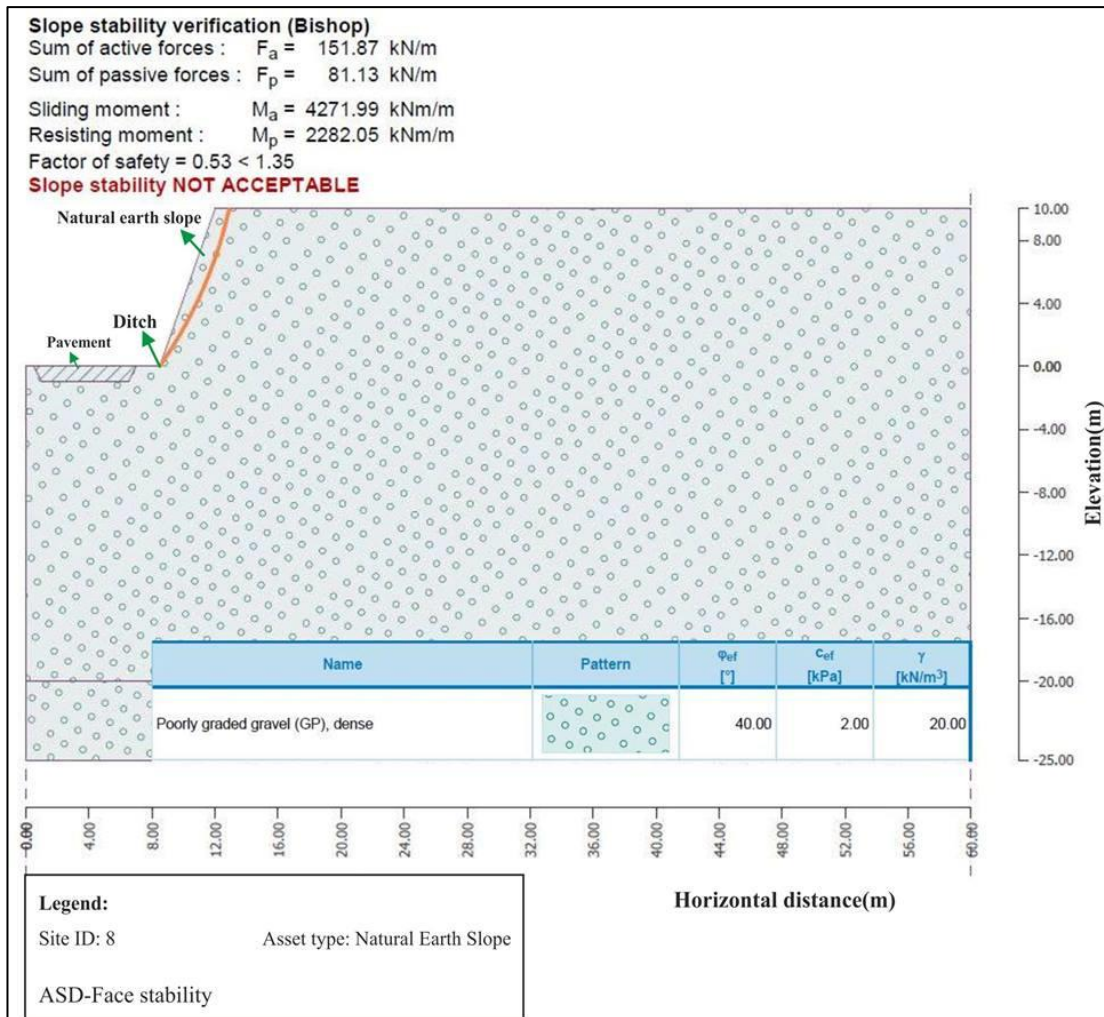 Slope stability verification (Bishop)
Sum of active forces : Fa = 151.87 kN/m
Sum of passive forces : Fp = 81.13 kN/m
Sliding moment : Ma = 4271.99 kNm/m
Resisting moment : Mp = 2282.05 kNm/m
Factor of safety = 0.53 < 1.35
Slope stability NOT ACCEPTABLE
Natural earth slope
Ditch
Pavement
10.00
8.00
4.00
0.00
-4.00
-8.00
-12.00
-16.00
-20.00
-25.00
Elevation(m)
Name Pattern φef [°] cef [kPa] γ [kN/m³]
Poorly graded gravel (GP), dense 40.00 2.00 20.00
-0.00 4.00 8.00 12.00 16.00 20.00 24.00 28.00 32.00 36.00 40.00 44.00 48.00 52.00 56.00 60.00
Horizontal distance(m)
Legend:
Site ID: 8 Asset type: Natural Earth Slope
ASD-Face stability